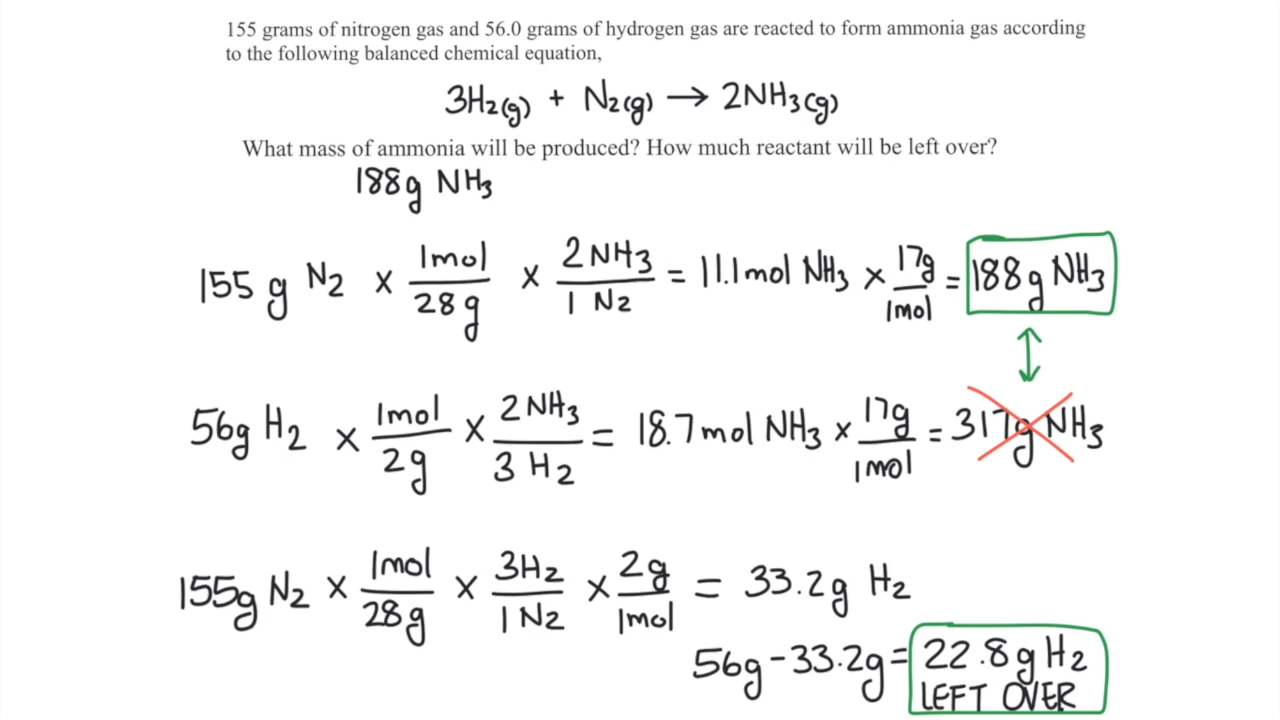 155 grams of nitrogen gas and 56.0 grams of hydrogen gas are reacted to form ammonia gas according
to the following balanced chemical equation,
3H₂(g) + N₂(g) → 2NH₃(g)
What mass of ammonia will be produced? How much reactant will be left over?
188g NH₃
155 g N₂ × 1mol/28g × 2NH₃/1 N₂ = 11.1mol NH₃ × 17g/1mol = 188g NH₃
56g H₂ × 1mol/2g × 2NH₃/3 H₂ = 18.7mol NH₃ × 17g/1mol = 317g NH₃
155g N₂ × 1mol/28g × 3H₂/1 N₂ × 2g/1mol = 33.2g H₂
56g - 33.2g = 22.8g H₂
LEFT OVER